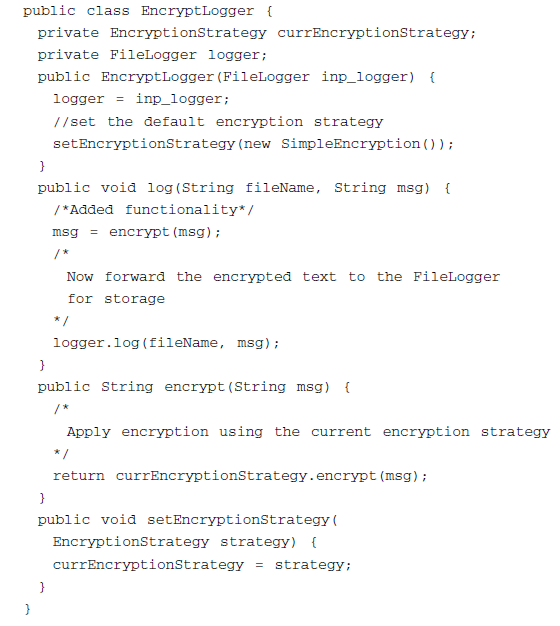 public class EncryptLogger {
private EncryptionStrategy currEncryptionStrategy;
private FileLogger logger;
public EncryptLogger(FileLogger inp_logger) {
logger = inp_logger;
//set the default encryption strategy
setEncryptionStrategy(new SimpleEncryption());
}
public void log(String fileName, String msg) {
/*Added functionality*/
msg = encrypt(msg);
/*
Now forward the encrypted text to the FileLogger
for storage
*/
logger.log(fileName, msg);
}
public String encrypt(String msg) {
/*
Apply encryption using the current encryption strategy
*/
return currEncryptionStrategy.encrypt(msg);
}
public void setEncryptionStrategy(
EncryptionStrategy strategy) {
currEncryptionStrategy = strategy;
}
}